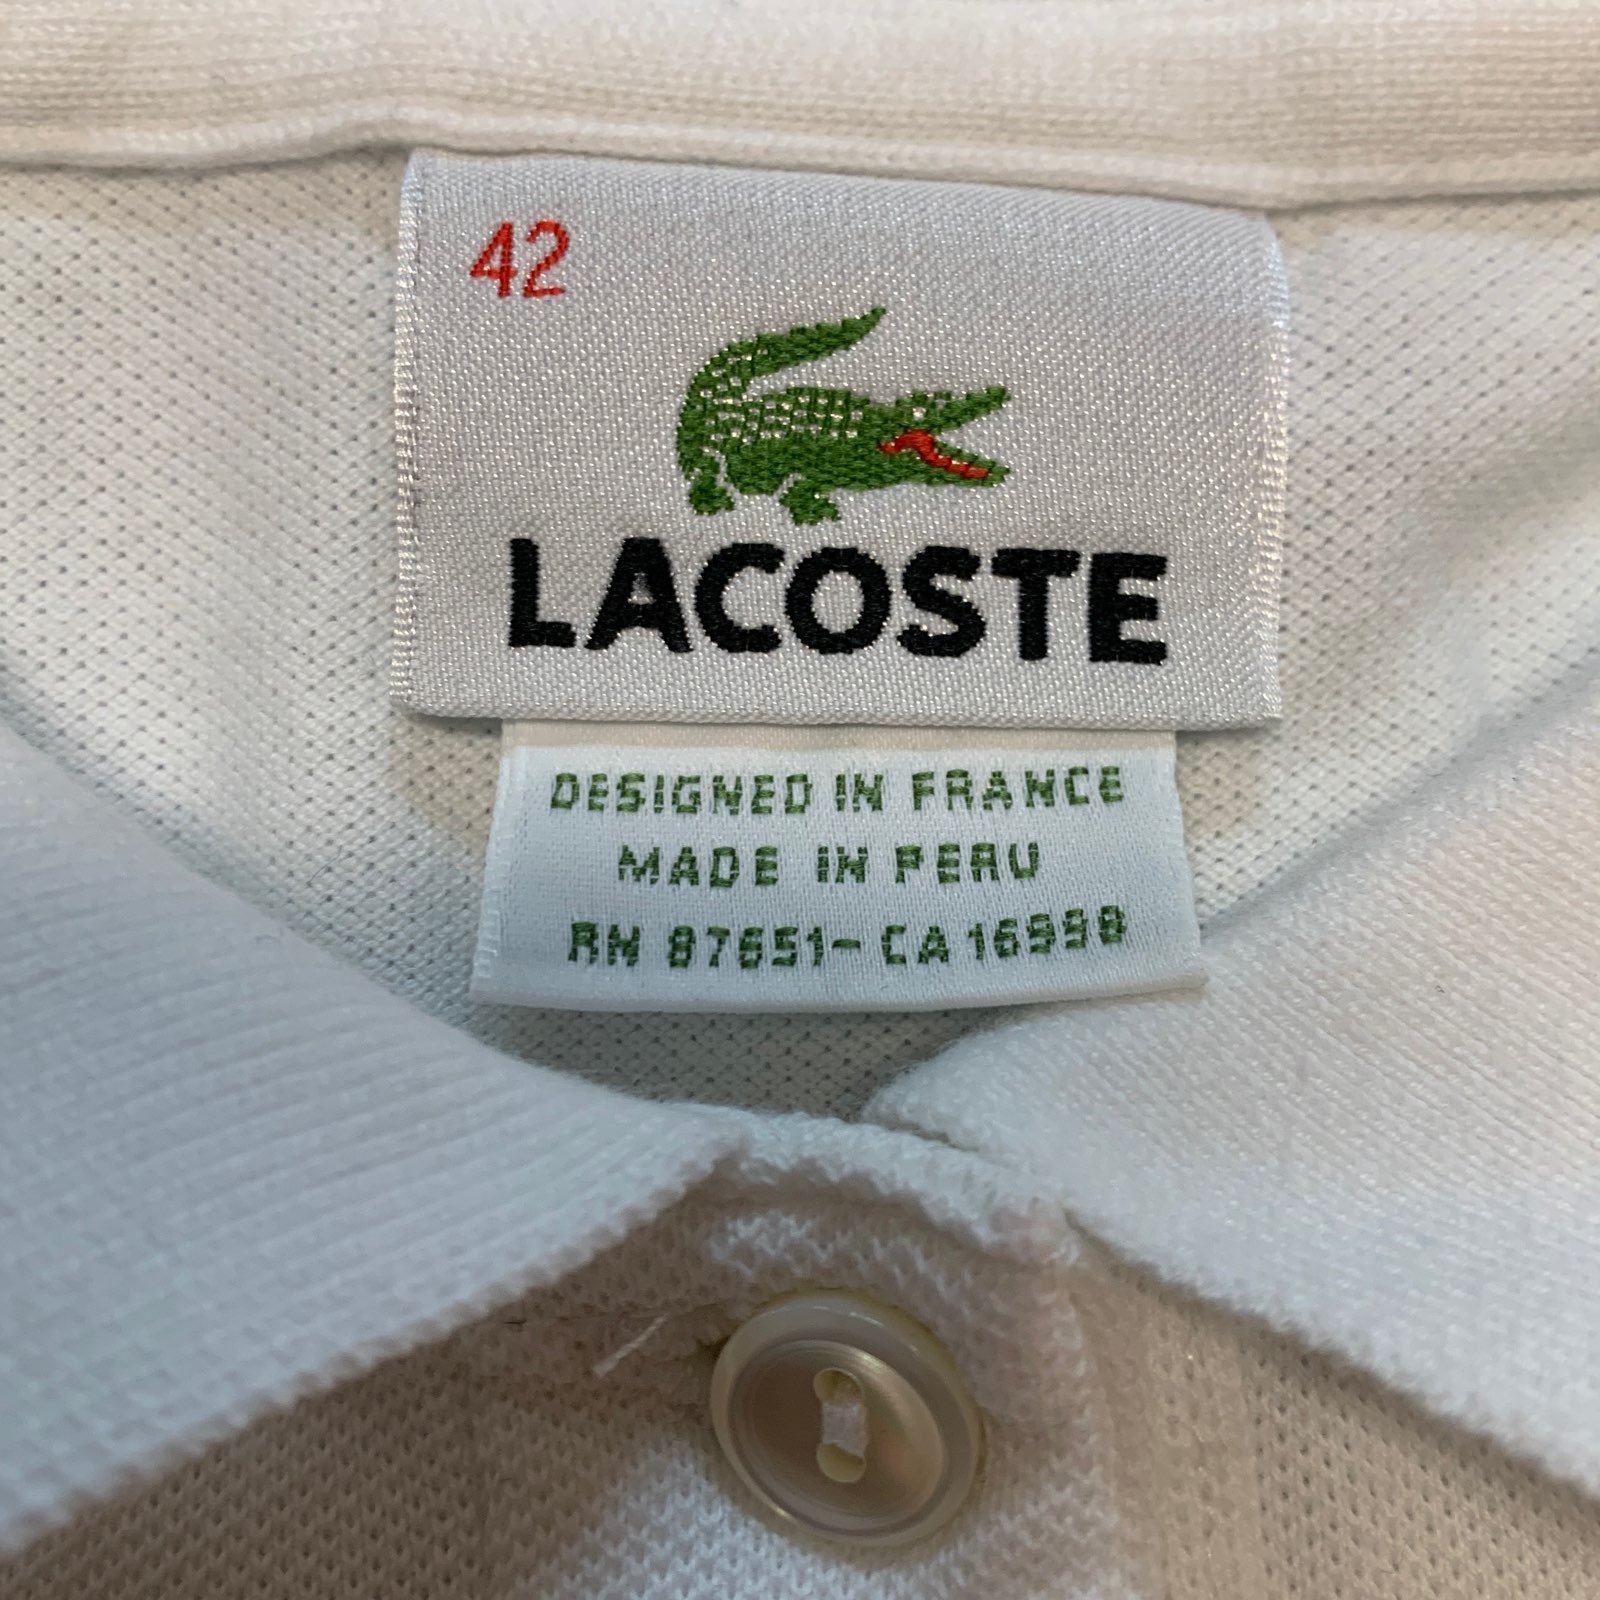 42
LACOSTE
DESIGNED IN FRANCE
MADE IN PERU
RN 87651-CA 16998